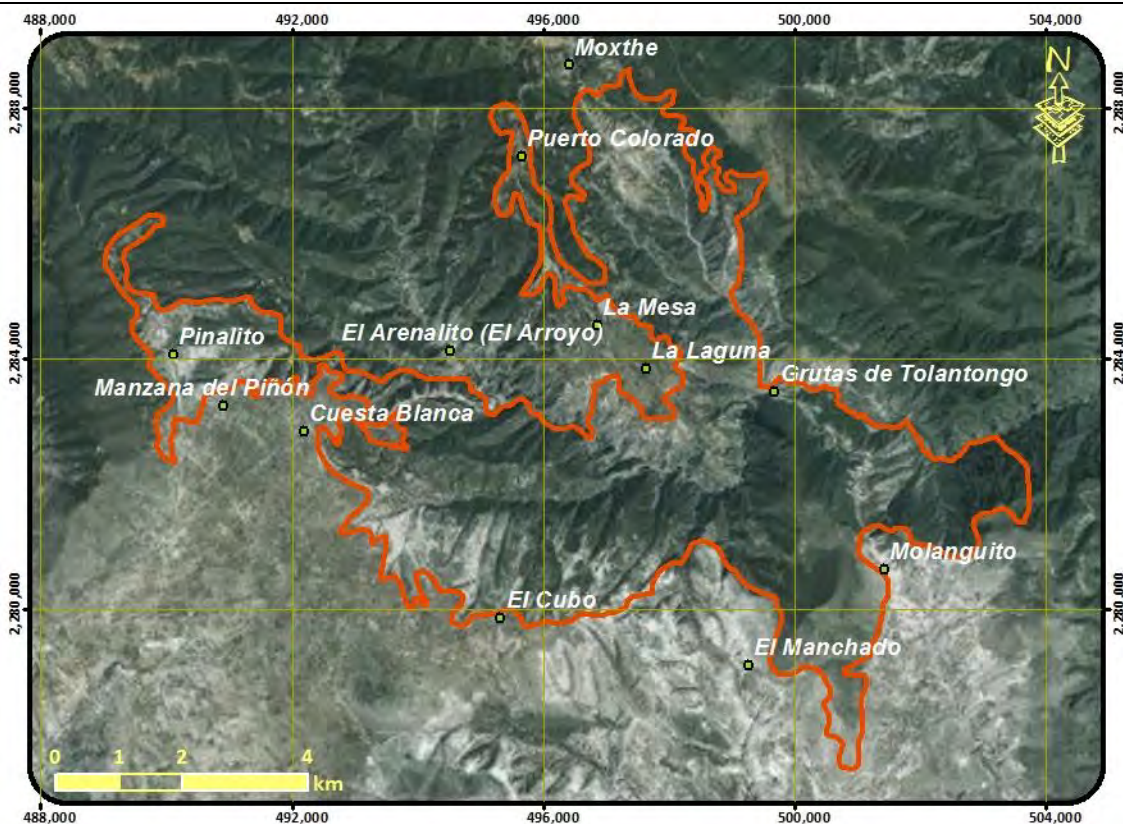 488,000 492,000 496,000 500,000 504,000
Moxthe
N
2,288,000 2,288,000
Puerto Colorado
La Mesa
El Arenalito (El Arroyo)
Pinalito
La Laguna
2,284,000 2,284,000
Grutas de Tolantongo
Manzana del Piñón
Cuesta Blanca
Molanguito
El Cubo
2,280,000 2,280,000
El Manchado
0 1 2 4
km
488,000 492,000 496,000 500,000 504,000